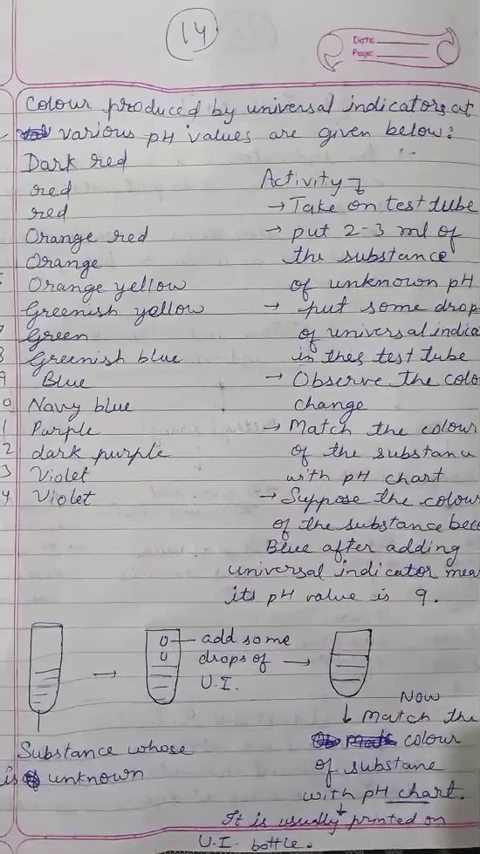 14
Date
Page
Colour produced by universal indicators at
various pH values are given below:
Dark red
red
red
Orange red
Orange
Orange yellow
Greenish yellow
Green
Greenish blue
9 Blue
0 Navy blue
1 Purple
2 dark purple
3 Violet
4 Violet
Activity
→ Take on test tube
→ put 2-3 ml of
the substance
of unknown pH
→ put some drop
of universal indica
in thes test tube
→ Observe the colo
change
→ Match the colour
of the substanc
with pH chart
→ Suppose the colour
of the substance bec
Blue after adding
universal indicator mea
its pH value is 9.
add some
drops of
U.I.
Substance whose
is unknown
Now
↓ Match the
colour
of substane
with pH chart.
It is usually printed on
U.I. bottle.